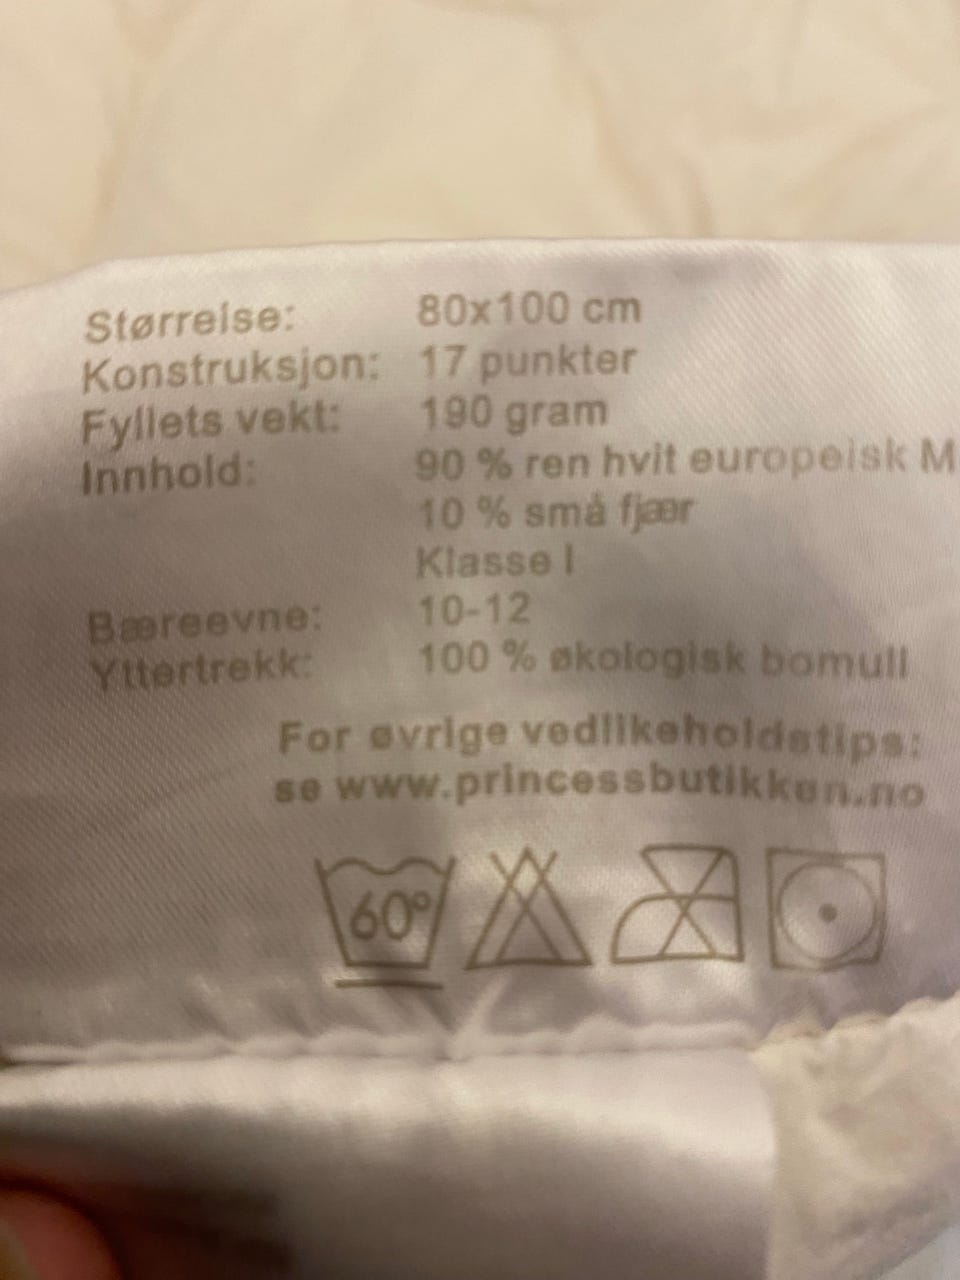 Størrelse: 80x100 cm
Konstruksjon: 17 punkter
Fyllets vekt: 190 gram
Innhold: 90 % ren hvit europeisk M
10 % små fjær
Klasse I
Bæreevne: 10-12
Yttertrekk: 100 % økologisk bomull
For øvrige vedlikeholdstips:
se www.princessbutikken.no
60°